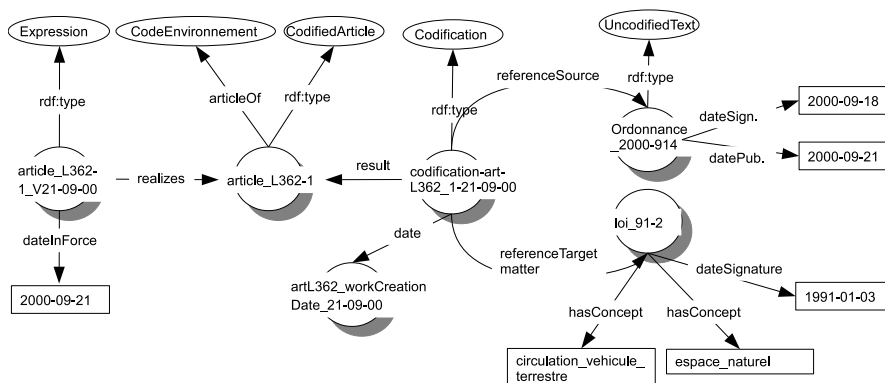 Expression
CodeEnvironnement
CodifiedArticle
Codification
UncodifiedText
rdf:type
articleOf
rdf:type
rdf:type
referenceSource
rdf:type
2000-09-18
dateSign.
Ordonnance
_2000-914
datePub.
2000-09-21
article_L362-
1_V21-09-00
realizes
article_L362-1
result
codification-art-
L362_1-21-09-00
loi_91-2
dateInForce
date
referenceTarget
matter
dateSignature
2000-09-21
artL362_workCreation
Date_21-09-00
1991-01-03
hasConcept
hasConcept
circulation_vehicule_
terrestre
espace_naturel